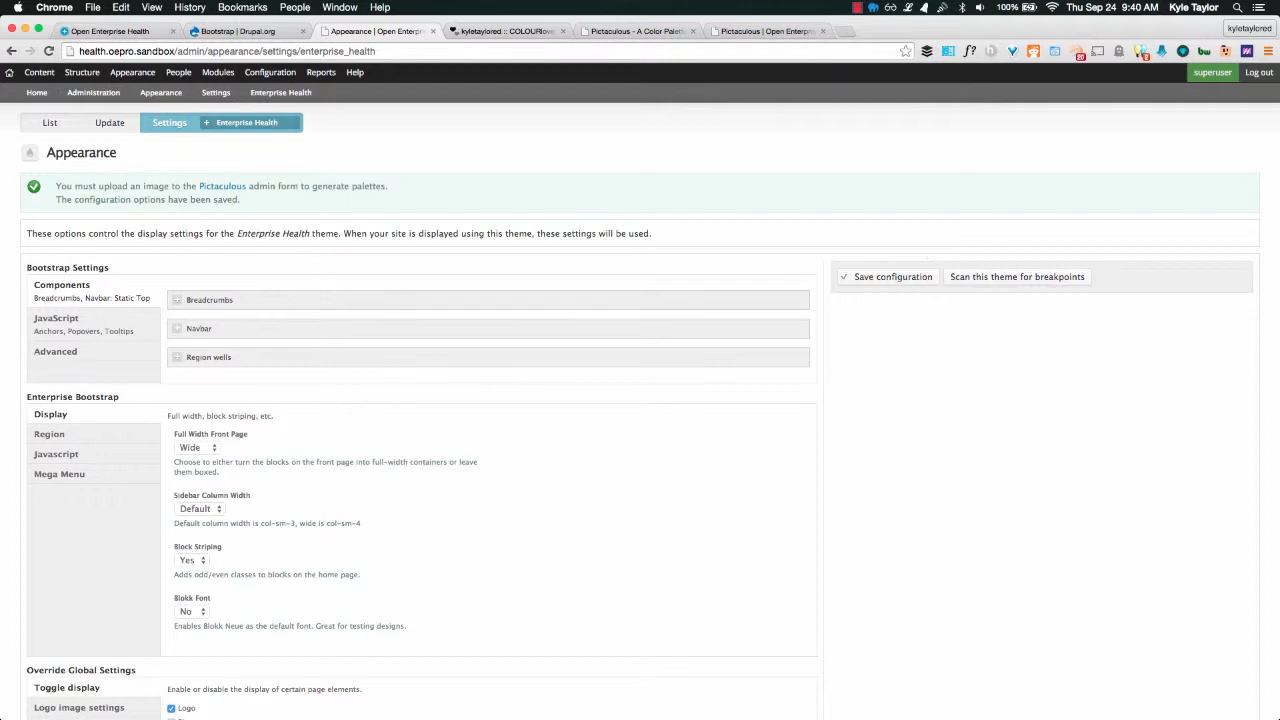 Chrome File Edit View History Bookmarks People Window Help
100% Thu Sep 24 9:40 AM Kyle Taylor
Open Enterprise Health
Bootstrap | Drupal.org
Appearance | Open Enterpr
kyletaylored :: COLOURlove
Pictaculous - A Color Palett
Pictaculous | Open Enterpri
kyletaylored
health.oepro.sandbox/admin/appearance/settings/enterprise_health
Content Structure Appearance People Modules Configuration Reports Help
superuser Log out
Home Administration Appearance Settings Enterprise Health
List Update Settings + Enterprise Health
Appearance
You must upload an image to the Pictaculous admin form to generate palettes.
The configuration options have been saved.
These options control the display settings for the Enterprise Health theme. When your site is displayed using this theme, these settings will be used.
Bootstrap Settings
Components
Breadcrumbs, Navbar: Static Top
JavaScript
Anchors, Popovers, Tooltips
Advanced
Breadcrumbs
Navbar
Region wells
Save configuration
Scan this theme for breakpoints
Enterprise Bootstrap
Display
Region
Javascript
Mega Menu
Full width, block striping, etc.
Full Width Front Page
Wide
Choose to either turn the blocks on the front page into full-width containers or leave
them boxed.
Sidebar Column Width
Default
Default column width is col-sm-3, wide is col-sm-4
Block Striping
Yes
Adds odd/even classes to blocks on the home page.
Blokk Font
No
Enables Blokk Neue as the default font. Great for testing designs.
Override Global Settings
Toggle display
Logo image settings
Enable or disable the display of certain page elements.
Logo